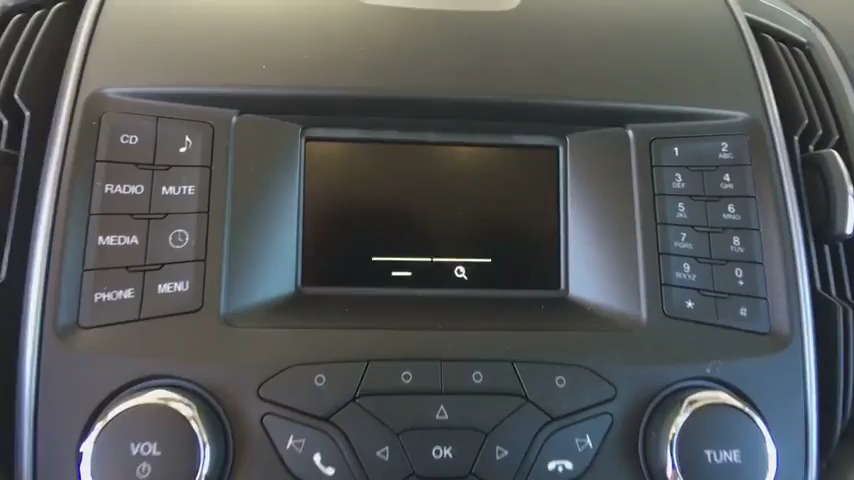 CD
RADIO MUTE
MEDIA
PHONE MENU
1 2 ABC
3 DEF 4 GHI
5 JKL 6 MNO
7 PQRS 8 TUV
9 WXYZ 0 +
* #
OK
VOL
TUNE